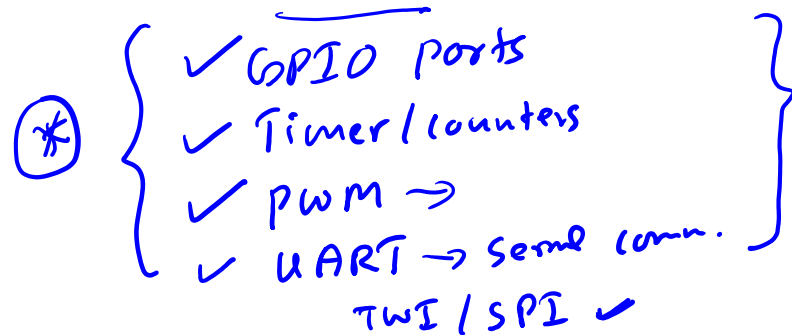 ✓ GPIO ports
* ✓ Timer/counters
✓ PWM →
✓ UART → serial comm.
TWI / SPI ✓